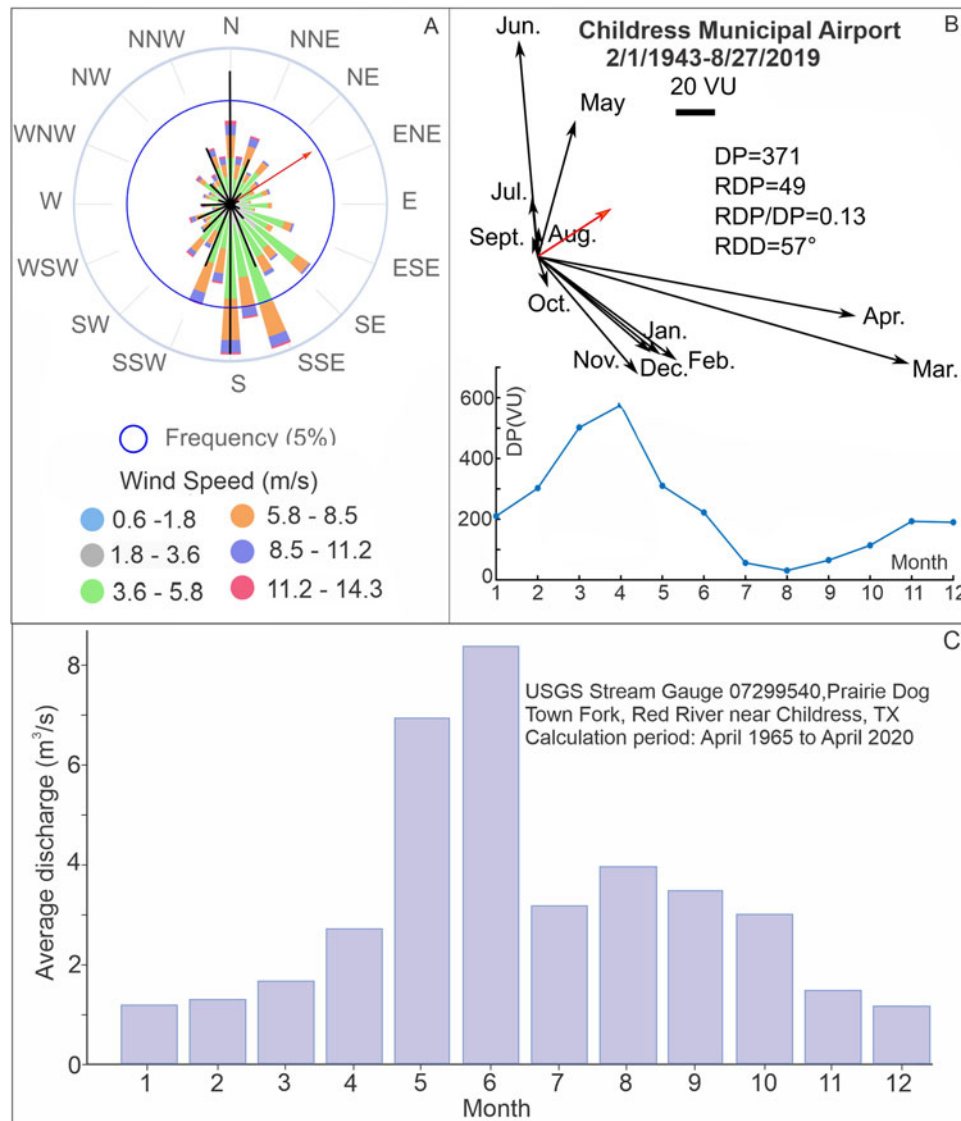 A
N
NNW
NNE
NW
NE
WNW
ENE
W
E
WSW
ESE
SW
SE
SSW
SSE
S
Frequency (5%)
Wind Speed (m/s)
0.6 -1.8
5.8 - 8.5
1.8 - 3.6
8.5 - 11.2
3.6 - 5.8
11.2 - 14.3
B
Childress Municipal Airport
2/1/1943-8/27/2019
20 VU
Jun.
May
DP=371
RDP=49
RDP/DP=0.13
RDD=57°
Jul.
Sept.
Aug.
Oct.
Apr.
Jan.
Nov.
Dec.
Feb.
Mar.
600
400
200
0
DP(VU)
Month
1 2 3 4 5 6 7 8 9 10 11 12
C
USGS Stream Gauge 07299540,Prairie Dog
Town Fork, Red River near Childress, TX
Calculation period: April 1965 to April 2020
Average discharge (m³/s)
8
6
4
2
0
1 2 3 4 5 6 7 8 9 10 11 12
Month